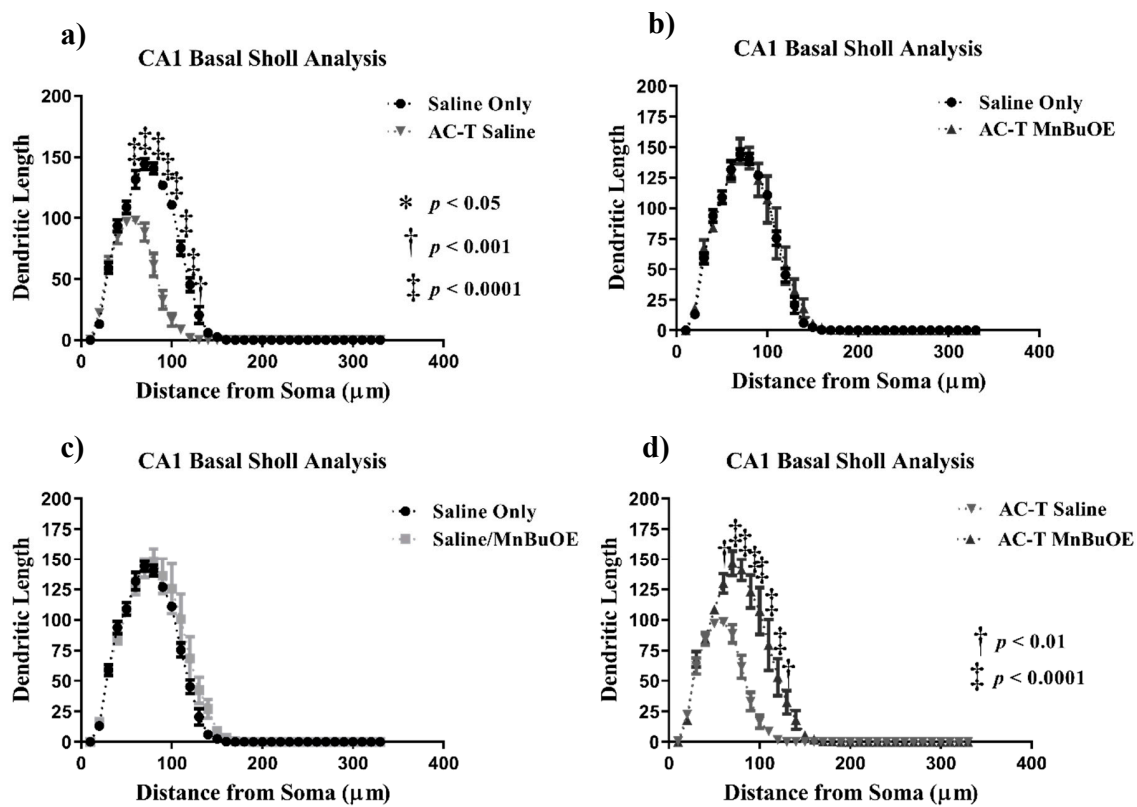 a)
CA1 Basal Sholl Analysis
Saline Only
AC-T Saline
200
150
100
50
0
Dendritic Length
‡‡‡‡‡‡‡†
* p < 0.05
† p < 0.001
‡ p < 0.0001
0 100 200 300 400
Distance from Soma (μm)
b)
CA1 Basal Sholl Analysis
Saline Only
AC-T MnBuOE
200
175
150
125
100
75
50
25
0
Dendritic Length
0 100 200 300 400
Distance from Soma (μm)
c)
CA1 Basal Sholl Analysis
Saline Only
Saline/MnBuOE
200
175
150
125
100
75
50
25
0
Dendritic Length
0 100 200 300 400
Distance from Soma (μm)
d)
CA1 Basal Sholl Analysis
AC-T Saline
AC-T MnBuOE
200
175
150
125
100
75
50
25
0
Dendritic Length
†‡‡‡‡‡‡†
† p < 0.01
‡ p < 0.0001
0 100 200 300 400
Distance from Soma (μm)